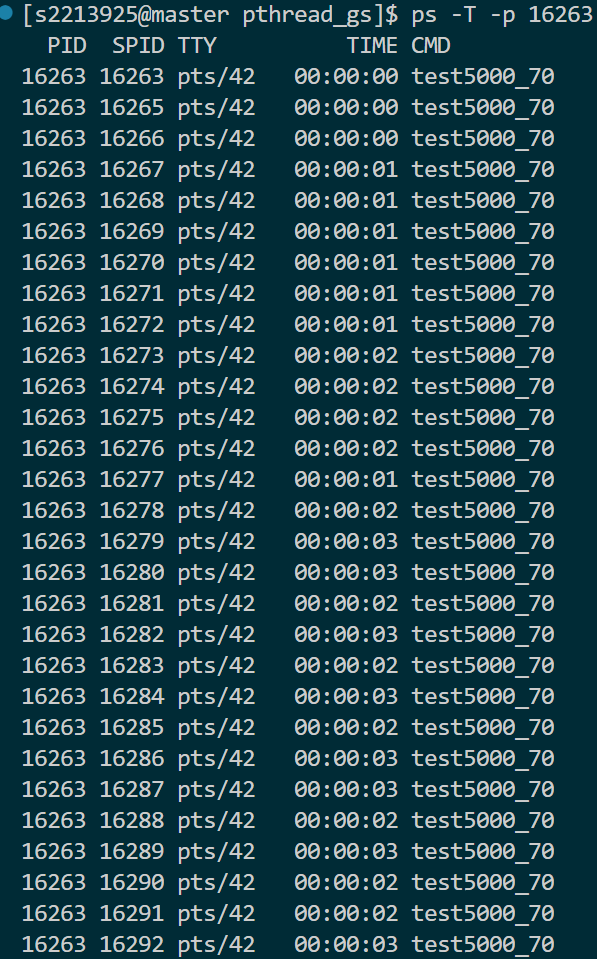 [s2213925@master pthread_gs]$ ps -T -p 16263
  PID  SPID TTY          TIME CMD
16263 16263 pts/42   00:00:00 test5000_70
16263 16265 pts/42   00:00:00 test5000_70
16263 16266 pts/42   00:00:00 test5000_70
16263 16267 pts/42   00:00:01 test5000_70
16263 16268 pts/42   00:00:01 test5000_70
16263 16269 pts/42   00:00:01 test5000_70
16263 16270 pts/42   00:00:01 test5000_70
16263 16271 pts/42   00:00:01 test5000_70
16263 16272 pts/42   00:00:01 test5000_70
16263 16273 pts/42   00:00:02 test5000_70
16263 16274 pts/42   00:00:02 test5000_70
16263 16275 pts/42   00:00:02 test5000_70
16263 16276 pts/42   00:00:02 test5000_70
16263 16277 pts/42   00:00:01 test5000_70
16263 16278 pts/42   00:00:02 test5000_70
16263 16279 pts/42   00:00:03 test5000_70
16263 16280 pts/42   00:00:03 test5000_70
16263 16281 pts/42   00:00:02 test5000_70
16263 16282 pts/42   00:00:03 test5000_70
16263 16283 pts/42   00:00:02 test5000_70
16263 16284 pts/42   00:00:03 test5000_70
16263 16285 pts/42   00:00:02 test5000_70
16263 16286 pts/42   00:00:03 test5000_70
16263 16287 pts/42   00:00:03 test5000_70
16263 16288 pts/42   00:00:02 test5000_70
16263 16289 pts/42   00:00:03 test5000_70
16263 16290 pts/42   00:00:02 test5000_70
16263 16291 pts/42   00:00:02 test5000_70
16263 16292 pts/42   00:00:03 test5000_70